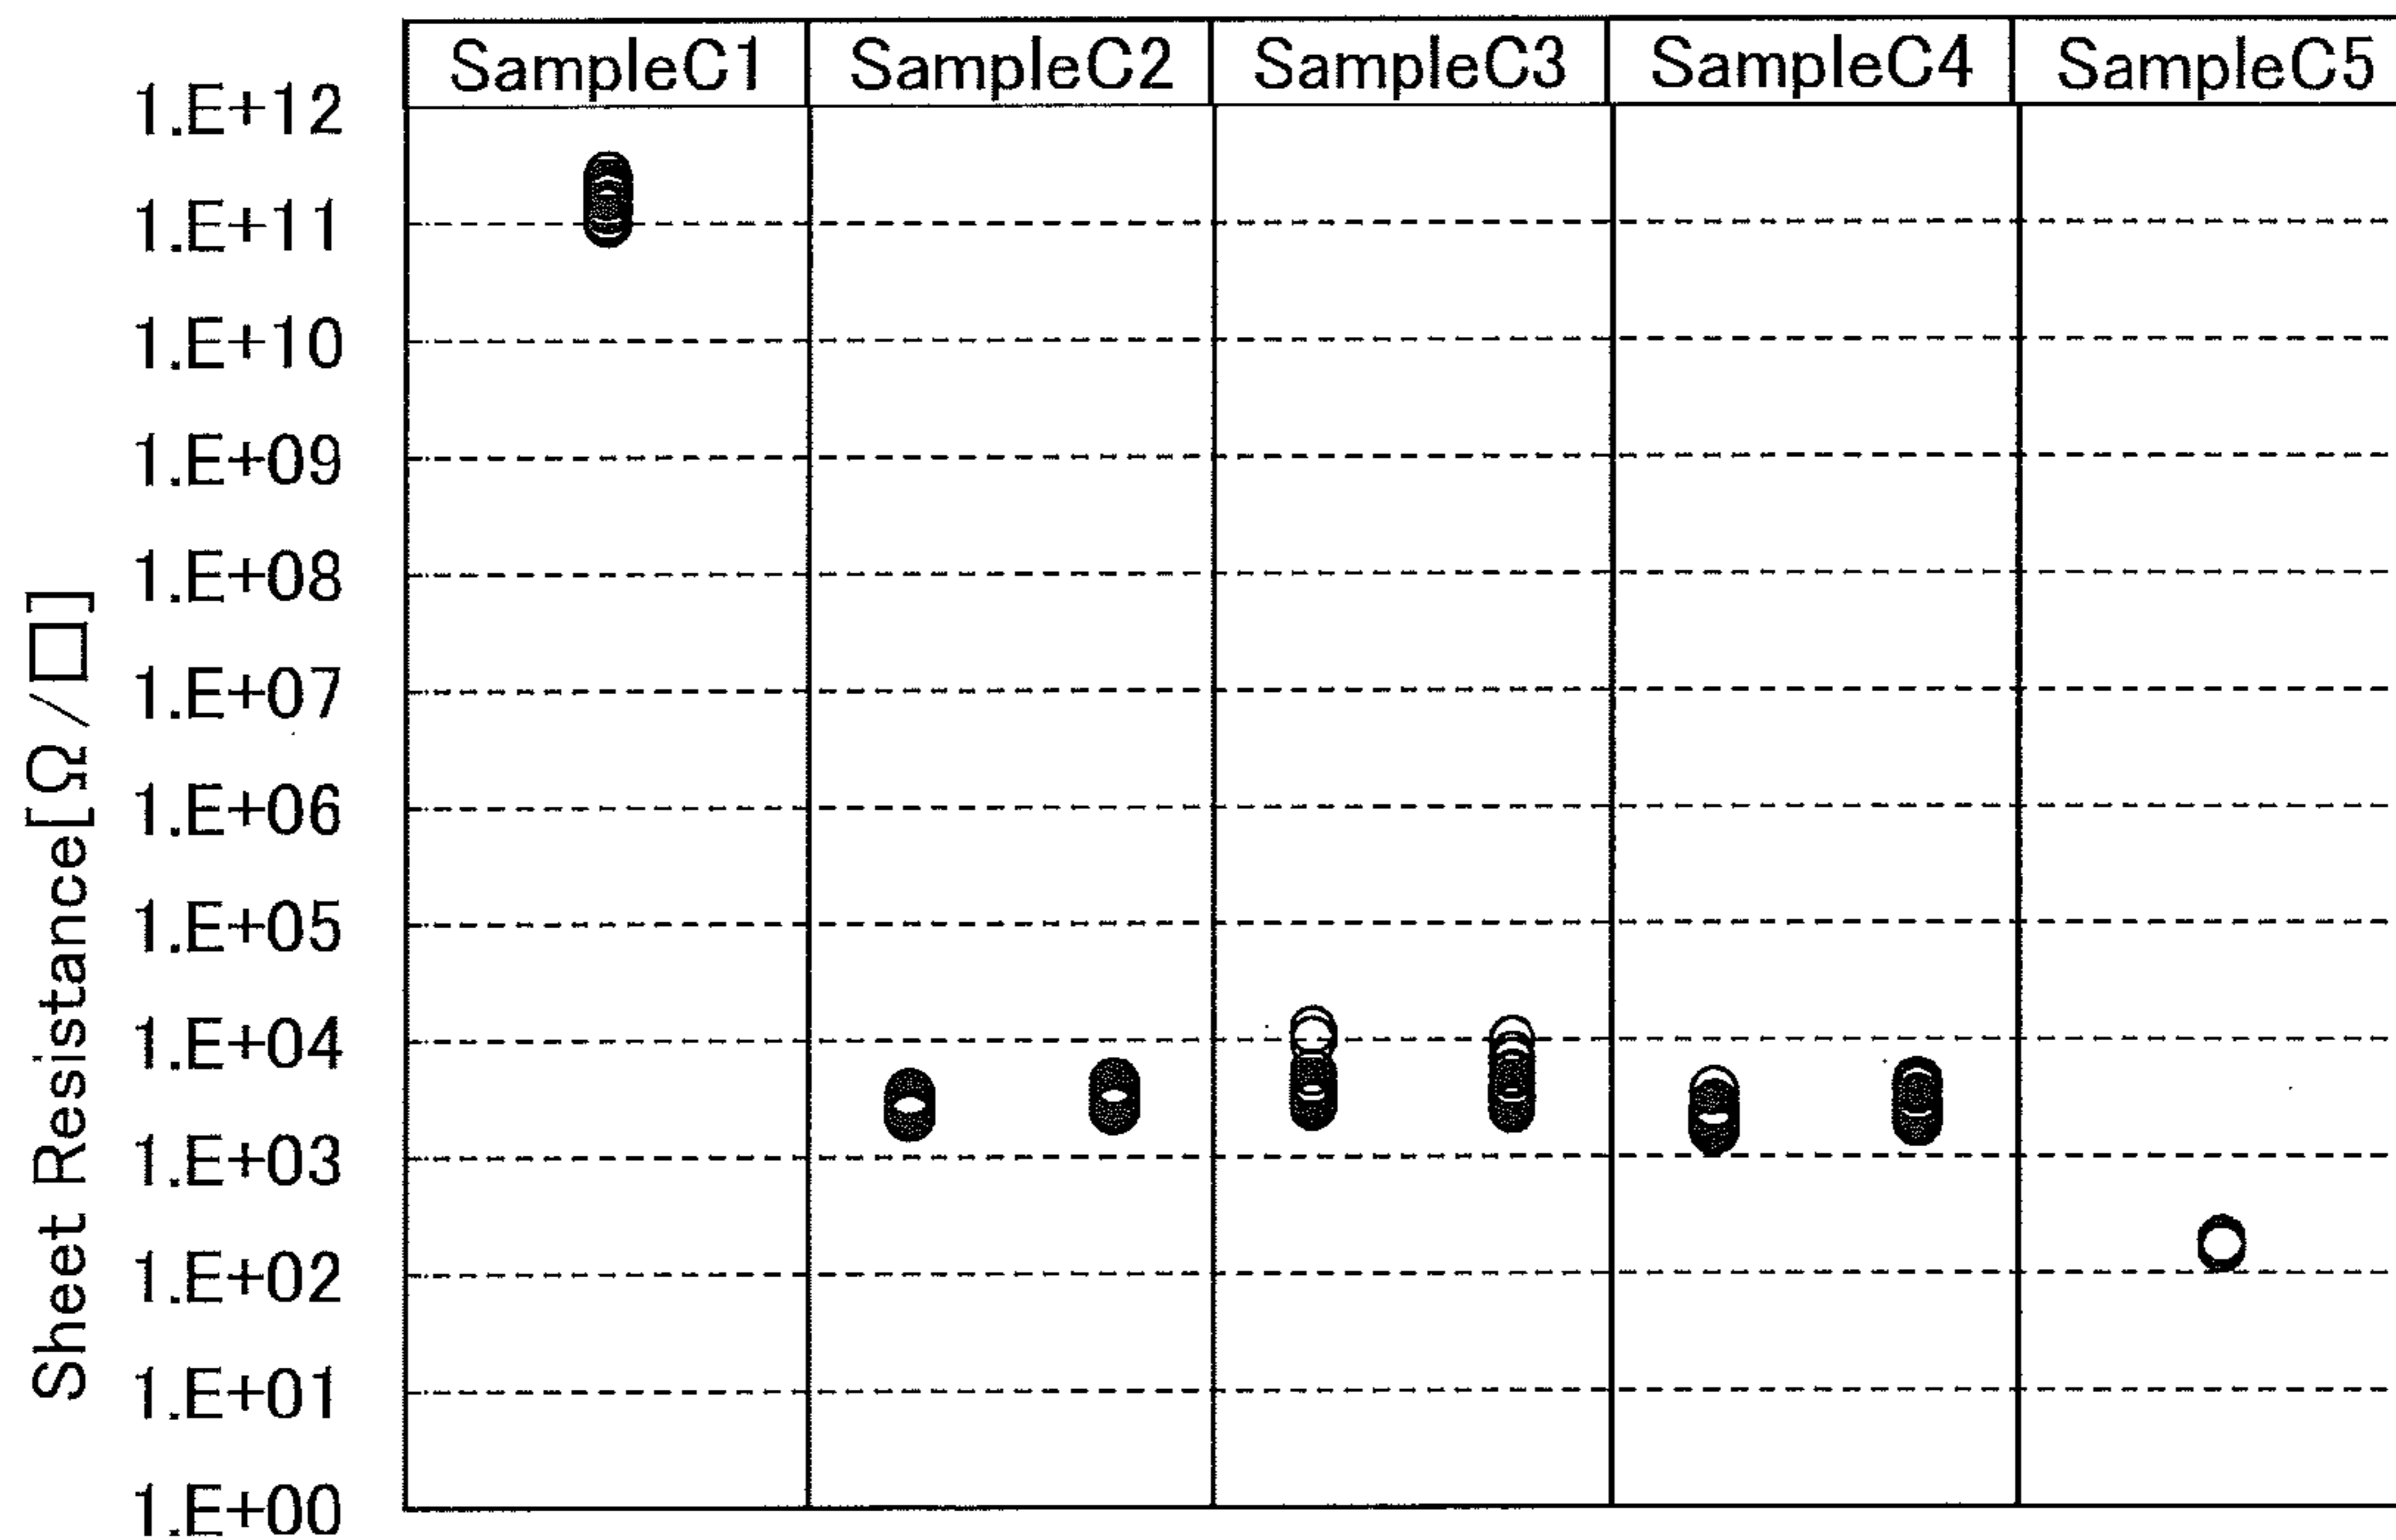 SampleC1 SampleC2 SampleC3 SampleC4 SampleC5
1.E+12
1.E+11
1.E+10
1.E+09
1.E+08
1.E+07
1.E+06
1.E+05
1.E+04
1.E+03
1.E+02
1.E+01
1.E+00
Sheet Resistance[Ω/□]